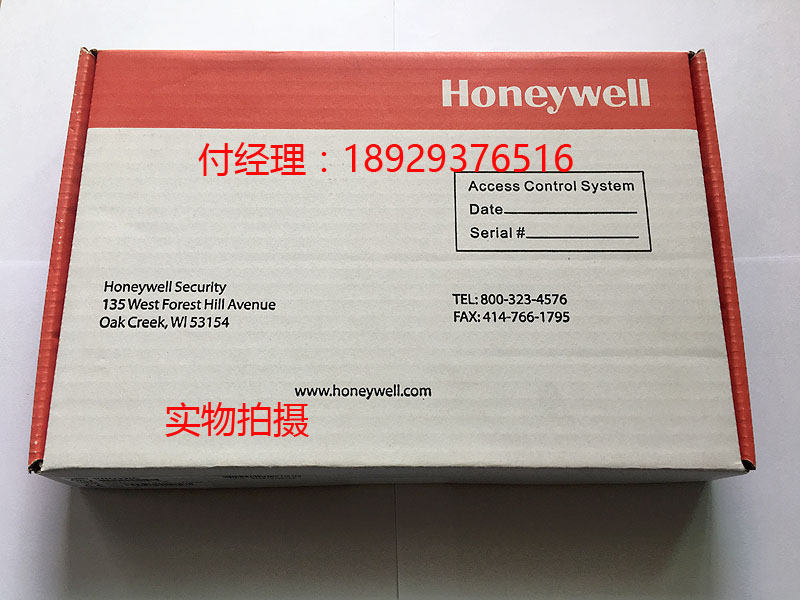 Honeywell
付经理：18929376516
Access Control System
Date
Serial #
Honeywell Security
135 West Forest Hill Avenue
Oak Creek, WI 53154
TEL: 800-323-4576
FAX: 414-766-1795
www.honeywell.com
实物拍摄